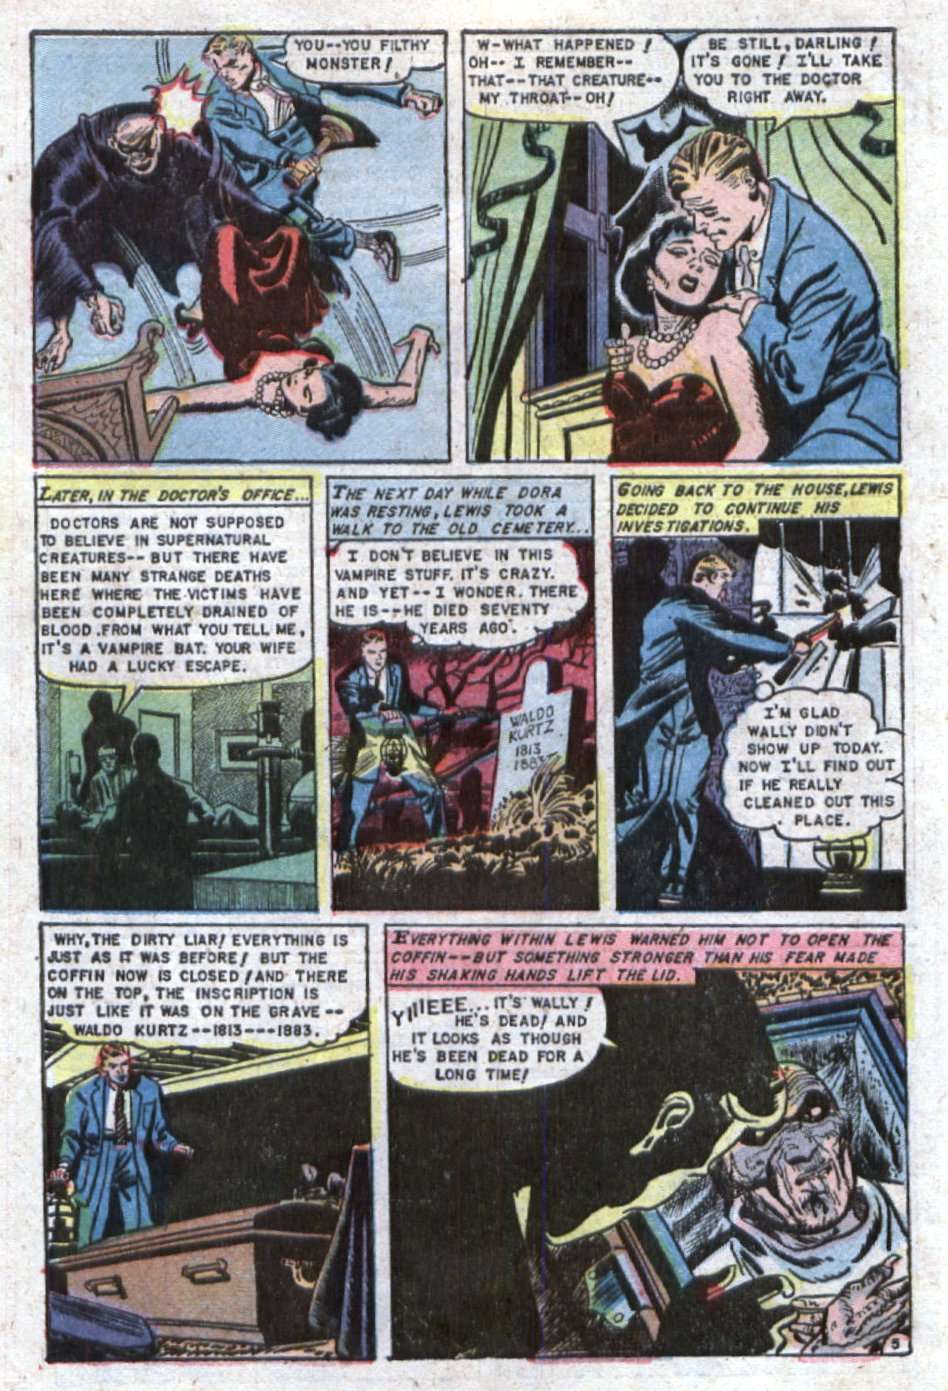 YOU--YOU FILTHY
MONSTER!
W-WHAT HAPPENED!
OH-- I REMEMBER--
THAT--THAT CREATURE--
MY THROAT--OH!
BE STILL, DARLING!
IT'S GONE! I'LL TAKE
YOU TO THE DOCTOR
RIGHT AWAY.
LATER, IN THE DOCTOR'S OFFICE...
DOCTORS ARE NOT SUPPOSED
TO BELIEVE IN SUPERNATURAL
CREATURES-- BUT THERE HAVE
BEEN MANY STRANGE DEATHS
HERE WHERE THE VICTIMS HAVE
BEEN COMPLETELY DRAINED OF
BLOOD. FROM WHAT YOU TELL ME,
IT'S A VAMPIRE BAT. YOUR WIFE
HAD A LUCKY ESCAPE.
THE NEXT DAY WHILE DORA
WAS RESTING, LEWIS TOOK A
WALK TO THE OLD CEMETERY...
I DON'T BELIEVE IN THIS
VAMPIRE STUFF. IT'S CRAZY.
AND YET-- I WONDER. THERE
HE IS--HE DIED SEVENTY
YEARS AGO.
WALDO
KURTZ
1813
1883
GOING BACK TO THE HOUSE, LEWIS
DECIDED TO CONTINUE HIS
INVESTIGATIONS.
I'M GLAD
WALLY DIDN'T
SHOW UP TODAY.
NOW I'LL FIND OUT
IF HE REALLY
CLEANED OUT THIS
PLACE.
WHY, THE DIRTY LIAR! EVERYTHING IS
JUST AS IT WAS BEFORE! BUT THE
COFFIN NOW IS CLOSED! AND THERE
ON THE TOP, THE INSCRIPTION IS
JUST LIKE IT WAS ON THE GRAVE--
WALDO KURTZ--1813---1883.
EVERYTHING WITHIN LEWIS WARNED HIM NOT TO OPEN THE
COFFIN--BUT SOMETHING STRONGER THAN HIS FEAR MADE
HIS SHAKING HANDS LIFT THE LID.
YIIIEEE... IT'S WALLY!
HE'S DEAD! AND
IT LOOKS AS THOUGH
HE'S BEEN DEAD FOR A
LONG TIME!
5